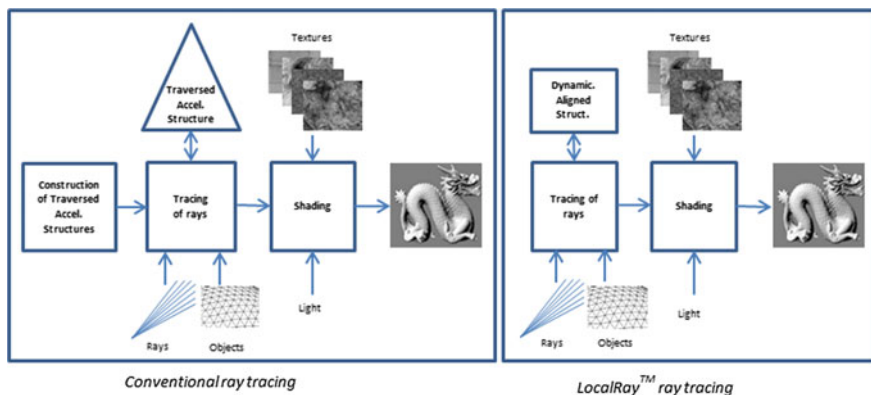 Textures
Traversed
Accel.
Structure
Construction
of Traversed
Accel.
Structures
Tracing
of rays
Shading
Rays
Objects
Light
Conventional ray tracing
Textures
Dynamic.
Aligned
Struct.
Tracing of
rays
Shading
Rays
Objects
Light
LocalRay™ ray tracing